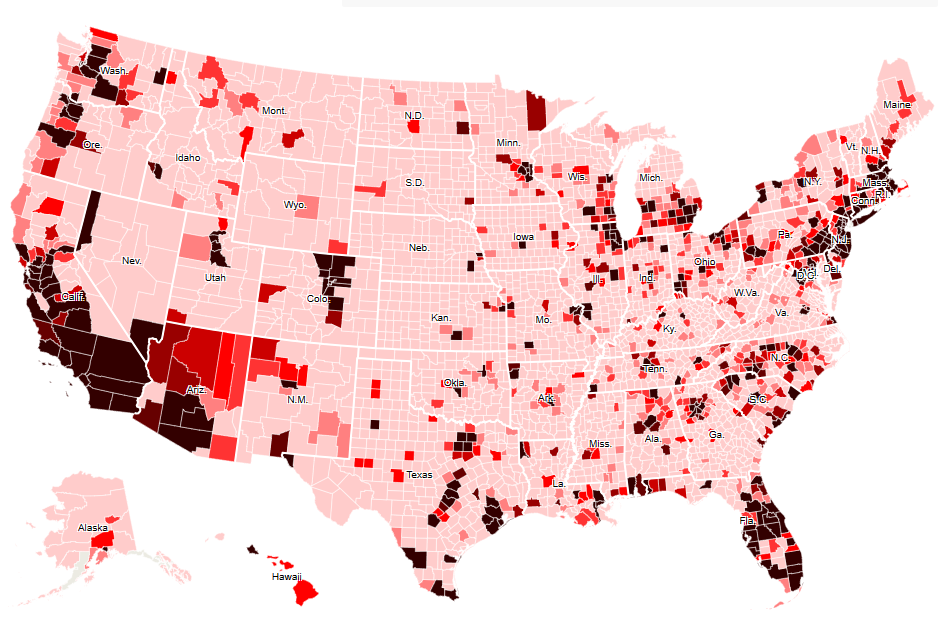 Wash.
Mont.
N.D.
Minn.
Maine
Ore.
Idaho
Wis.
Mich.
Vt.
N.H.
S.D.
N.Y.
Mass.
R.I.
Conn.
Wyo.
Iowa
Pa.
N.J.
Neb.
Nev.
Utah
Ill.
Ind.
Ohio
D.C.
Del.
Calif.
Colo.
Kan.
Mo.
W.Va.
Va.
Ky.
Ariz.
N.M.
Okla.
Ark.
Tenn.
N.C.
S.C.
Texas
La.
Miss.
Ala.
Ga.
Fla.
Alaska
Hawaii